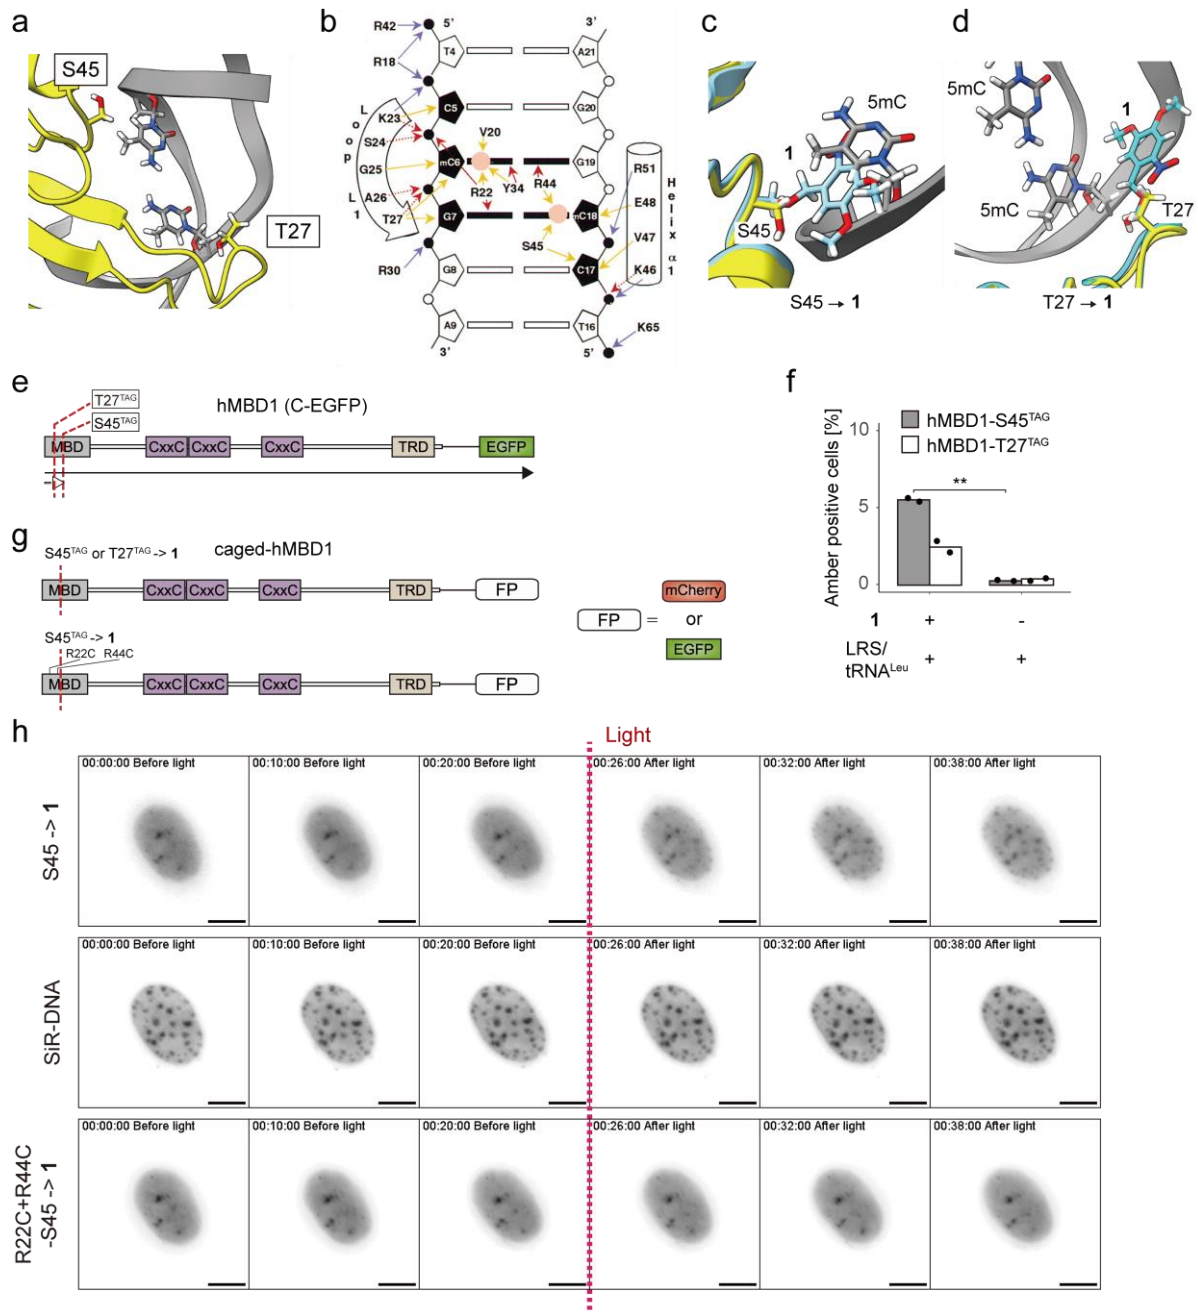 a
S45
T27
b
5'
3'
R42
R18
T4
A21
L
o
o
p
L
1
K23
C5
G20
S24
V20
G25
mC6
G19
A26
R22
Y34
R44
R51
H
e
l
i
x
α
1
T27
G7
mC18
E48
S45
V47
R30
G8
C17
K46
A9
T16
K65
3'
5'
c
5mC
1
S45
S45 → 1
d
5mC
1
5mC
T27
T27 → 1
e
T27TAG
S45TAG
hMBD1 (C-EGFP)
MBD CxxC CxxC CxxC TRD EGFP
f
Amber positive cells [%]
10
5
0
hMBD1-S45TAG
hMBD1-T27TAG
**
1 + -
LRS/
tRNALeu + +
g
S45TAG or T27TAG -> 1
caged-hMBD1
MBD CxxC CxxC CxxC TRD FP
S45TAG -> 1
R22C R44C
MBD CxxC CxxC CxxC TRD FP
FP = mCherry
or
EGFP
h
Light
S45 -> 1
00:00:00 Before light 00:10:00 Before light 00:20:00 Before light 00:26:00 After light 00:32:00 After light 00:38:00 After light
SiR-DNA
00:00:00 Before light 00:10:00 Before light 00:20:00 Before light 00:26:00 After light 00:32:00 After light 00:38:00 After light
R22C+R44C
-S45 -> 1
00:00:00 Before light 00:10:00 Before light 00:20:00 Before light 00:26:00 After light 00:32:00 After light 00:38:00 After light